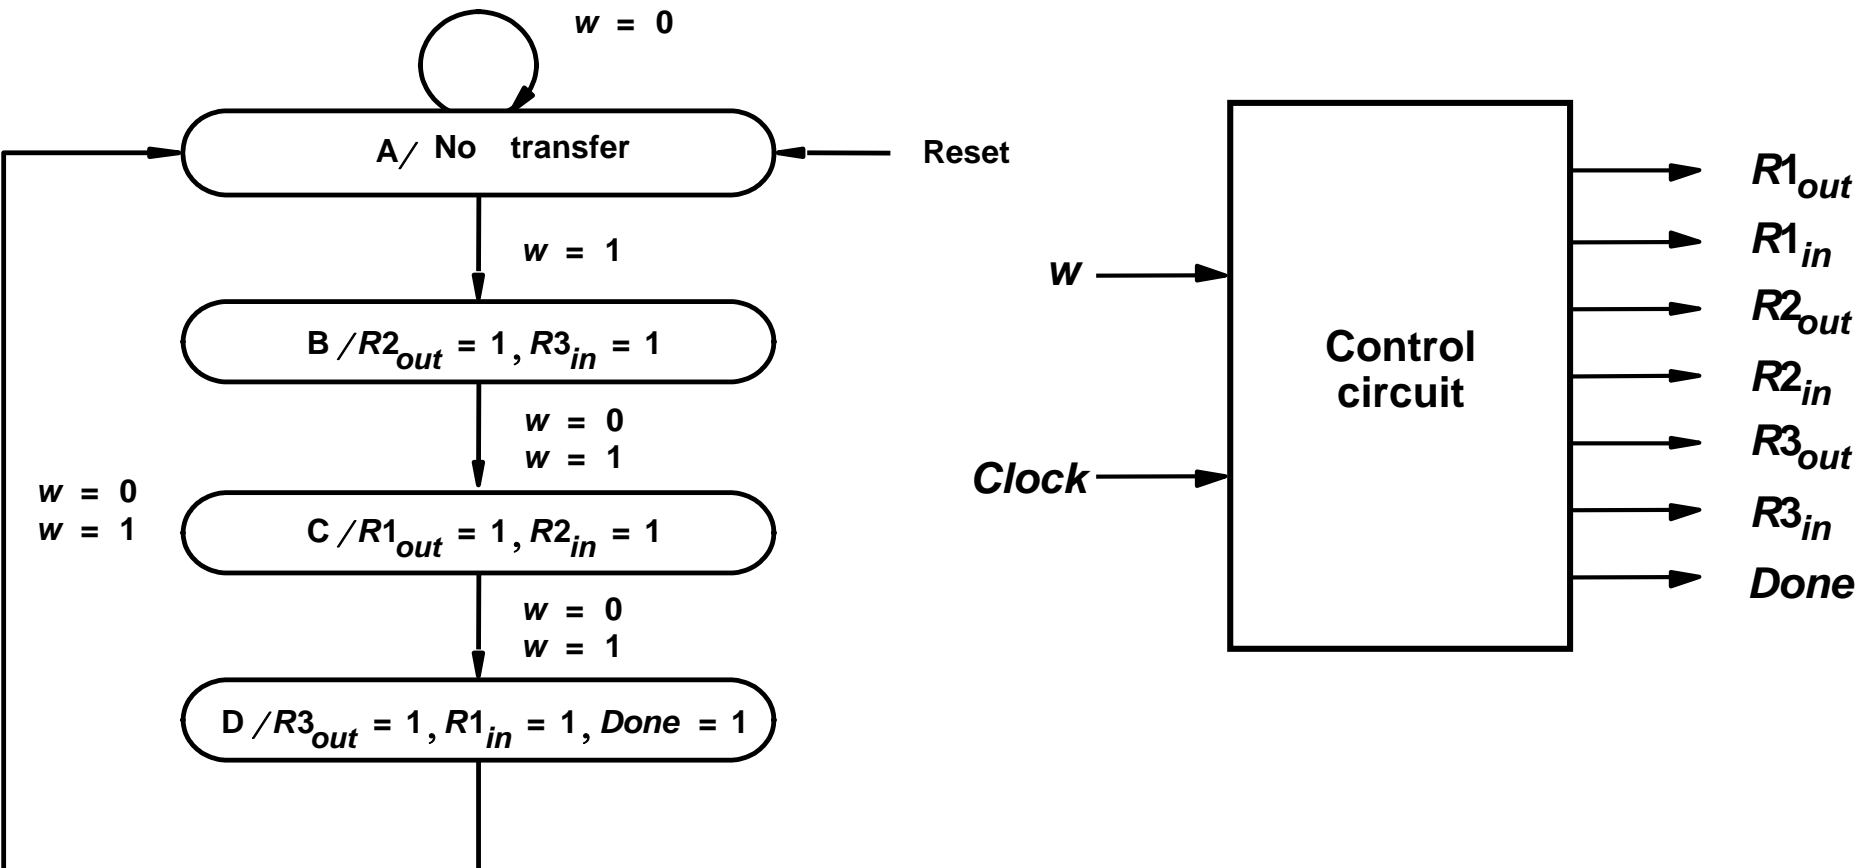 w = 0
A/ No transfer
Reset
w = 1
B /R2out = 1, R3in = 1
w = 0
w = 1
w = 0
w = 1
C /R1out = 1, R2in = 1
w = 0
w = 1
D /R3out = 1, R1in = 1, Done = 1
w
Clock
Control
circuit
R1out
R1in
R2out
R2in
R3out
R3in
Done